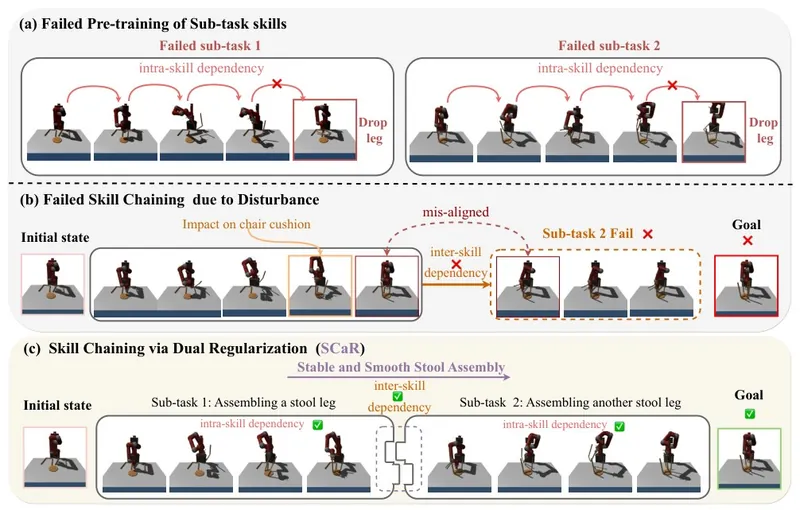 (a) Failed Pre-training of Sub-task skills
Failed sub-task 1
intra-skill dependency
Drop
leg
Failed sub-task 2
intra-skill dependency
Drop
leg
(b) Failed Skill Chaining due to Disturbance
Initial state
Impact on chair cushion
mis-aligned
inter-skill
dependency
Sub-task 2 Fail
Goal
(c) Skill Chaining via Dual Regularization (SCaR)
Stable and Smooth Stool Assembly
Initial state
Sub-task 1: Assembling a stool leg
intra-skill dependency
inter-skill
dependency
Sub-task 2: Assembling another stool leg
intra-skill dependency
Goal